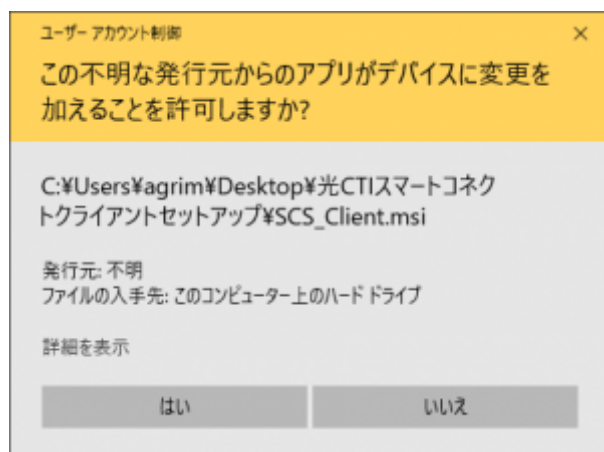 ユーザー アカウント制御
この不明な発行元からのアプリがデバイスに変更を
加えることを許可しますか?
C:¥Users¥agrim¥Desktop¥光CTIスマートコネク
トクライアントセットアップ¥SCS_Client.msi
発行元: 不明
ファイルの入手先: このコンピューター上のハード ドライブ
詳細を表示
はい
いいえ